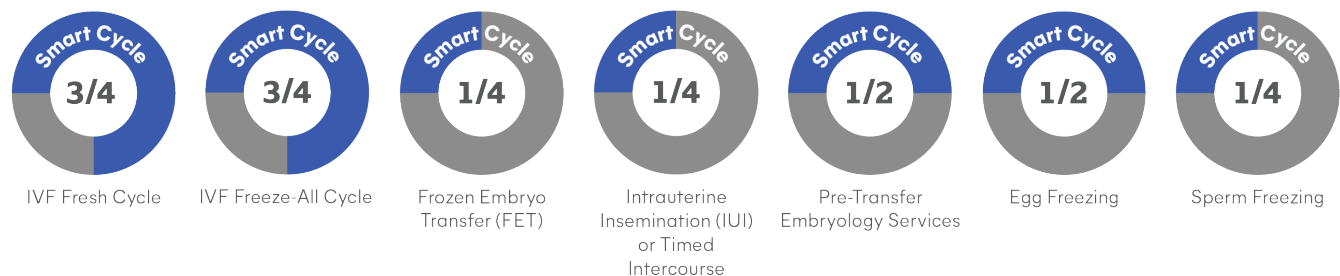 Smart Cycle
3/4
IVF Fresh Cycle
Smart Cycle
3/4
IVF Freeze-All Cycle
Smart Cycle
1/4
Frozen Embryo
Transfer (FET)
Smart Cycle
1/4
Intrauterine
Insemination (IUI)
or Timed
Intercourse
Smart Cycle
1/2
Pre-Transfer
Embryology Services
Smart Cycle
1/2
Egg Freezing
Smart Cycle
1/4
Sperm Freezing